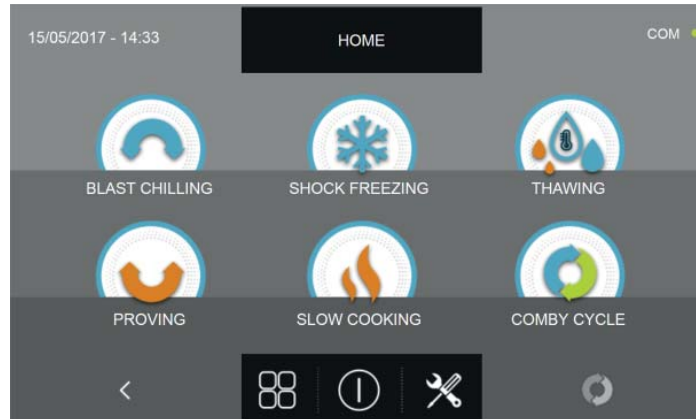 15/05/2017 - 14:33
HOME
COM
BLAST CHILLING
SHOCK FREEZING
THAWING
PROVING
SLOW COOKING
COMBY CYCLE